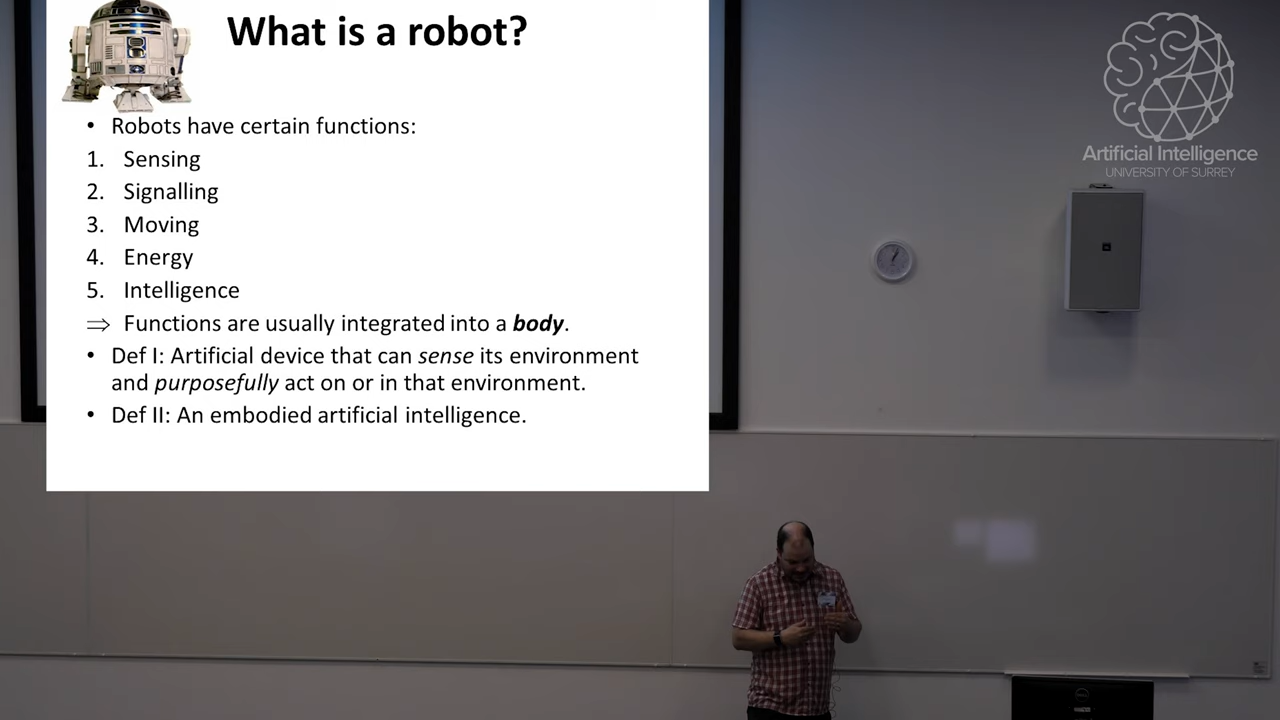 What is a robot?
• Robots have certain functions:
1. Sensing
2. Signalling
3. Moving
4. Energy
5. Intelligence
⇒ Functions are usually integrated into a body.
• Def I: Artificial device that can sense its environment
and purposefully act on or in that environment.
• Def II: An embodied artificial intelligence.
Artificial Intelligence
UNIVERSITY OF SURREY